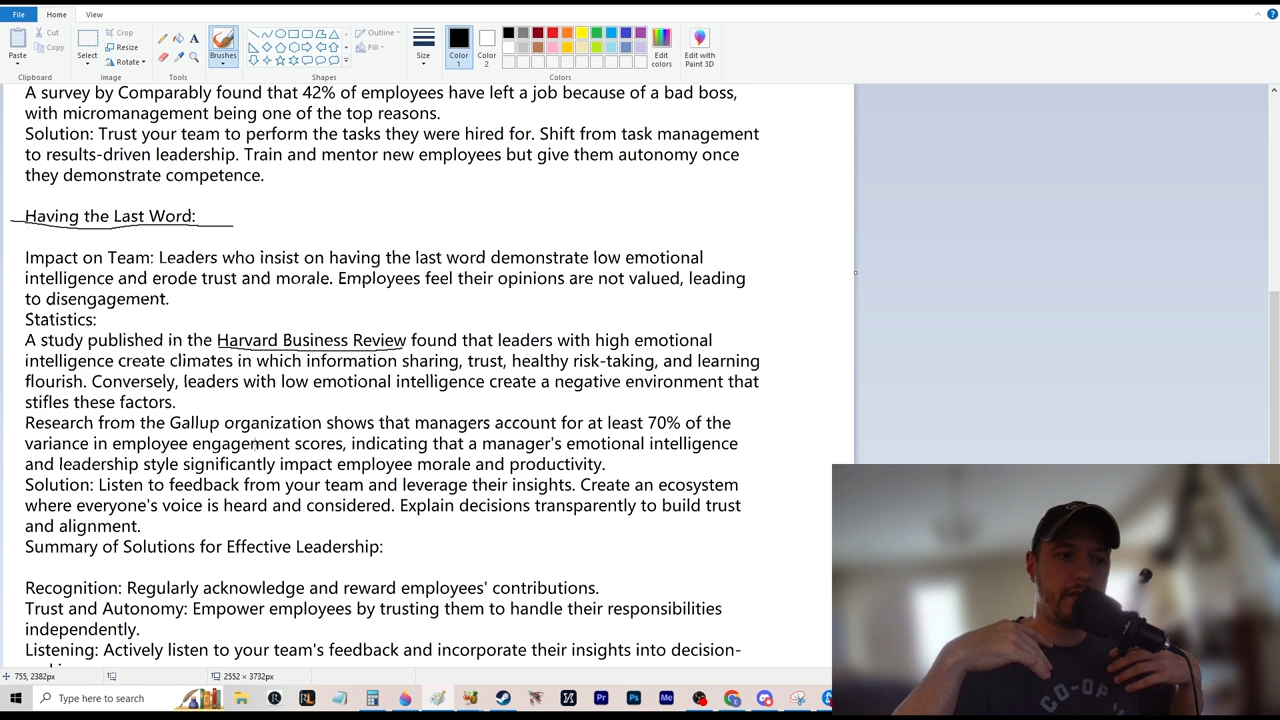 File
Home
View
Paste
Cut
Copy
Clipboard
Select
Crop
Resize
Rotate
Image
A
Tools
Brushes
Outline
Fill
Shapes
Size
Color 1
Color 2
Edit colors
Colors
Edit with Paint 3D
A survey by Comparably found that 42% of employees have left a job because of a bad boss,
with micromanagement being one of the top reasons.
Solution: Trust your team to perform the tasks they were hired for. Shift from task management
to results-driven leadership. Train and mentor new employees but give them autonomy once
they demonstrate competence.
Having the Last Word:
Impact on Team: Leaders who insist on having the last word demonstrate low emotional
intelligence and erode trust and morale. Employees feel their opinions are not valued, leading
to disengagement.
Statistics:
A study published in the Harvard Business Review found that leaders with high emotional
intelligence create climates in which information sharing, trust, healthy risk-taking, and learning
flourish. Conversely, leaders with low emotional intelligence create a negative environment that
stifles these factors.
Research from the Gallup organization shows that managers account for at least 70% of the
variance in employee engagement scores, indicating that a manager's emotional intelligence
and leadership style significantly impact employee morale and productivity.
Solution: Listen to feedback from your team and leverage their insights. Create an ecosystem
where everyone's voice is heard and considered. Explain decisions transparently to build trust
and alignment.
Summary of Solutions for Effective Leadership:
Recognition: Regularly acknowledge and reward employees' contributions.
Trust and Autonomy: Empower employees by trusting them to handle their responsibilities
independently.
Listening: Actively listen to your team's feedback and incorporate their insights into decision-
755, 2382px
2552 × 3732px
Type here to search
Pr
Ps
Me
CO-OP